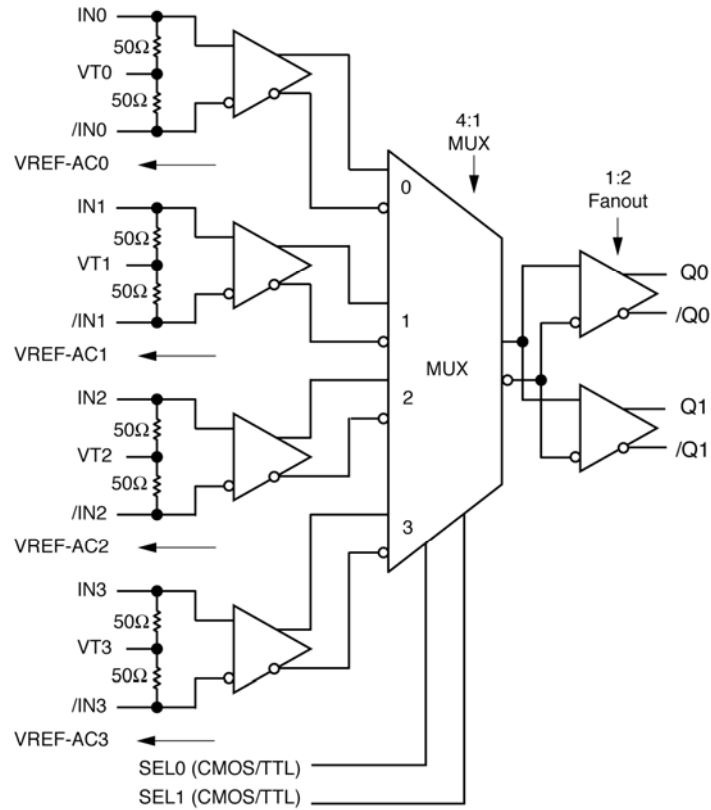 IN0
50Ω
VT0
50Ω
/IN0
VREF-AC0
IN1
50Ω
VT1
50Ω
/IN1
VREF-AC1
IN2
50Ω
VT2
50Ω
/IN2
VREF-AC2
IN3
50Ω
VT3
50Ω
/IN3
VREF-AC3
SEL0 (CMOS/TTL)
SEL1 (CMOS/TTL)
4:1
MUX
0
1
MUX
2
3
1:2
Fanout
Q0
/Q0
Q1
/Q1